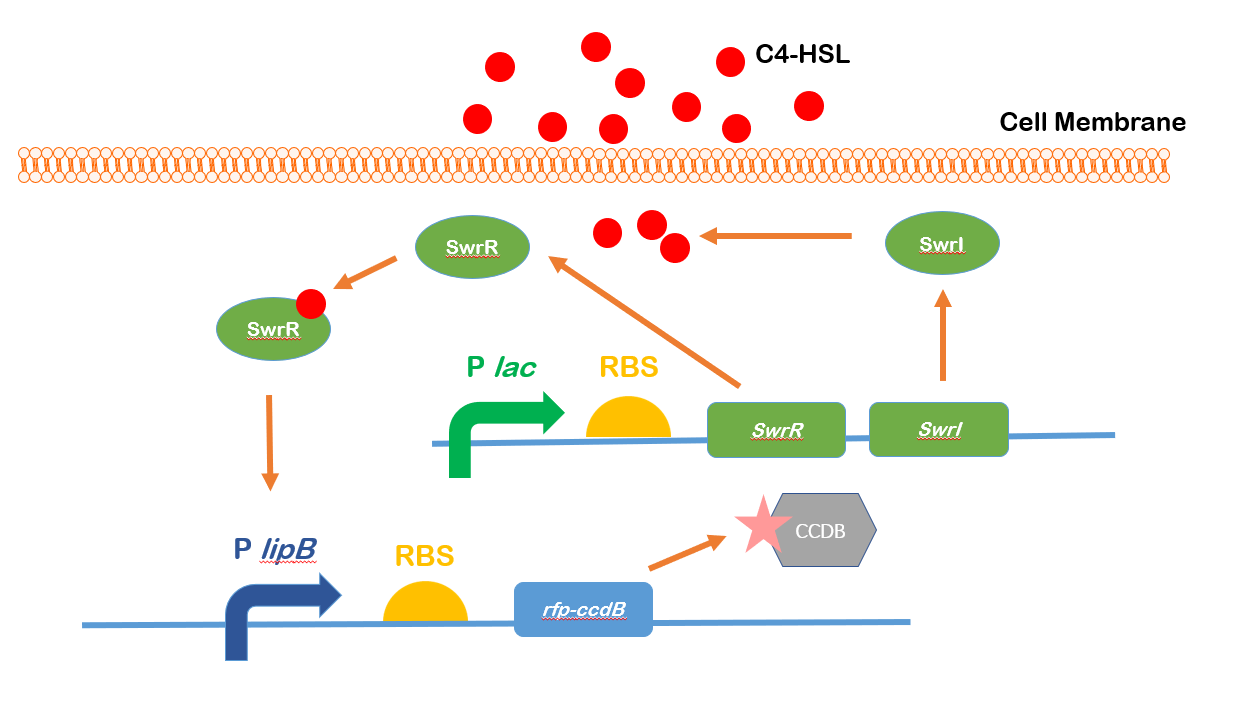 C4-HSL
Cell Membrane
SwrR
SwrI
SwrR
P lac
RBS
SwrR
SwrI
CCDB
P lipB
RBS
rfp-ccdB